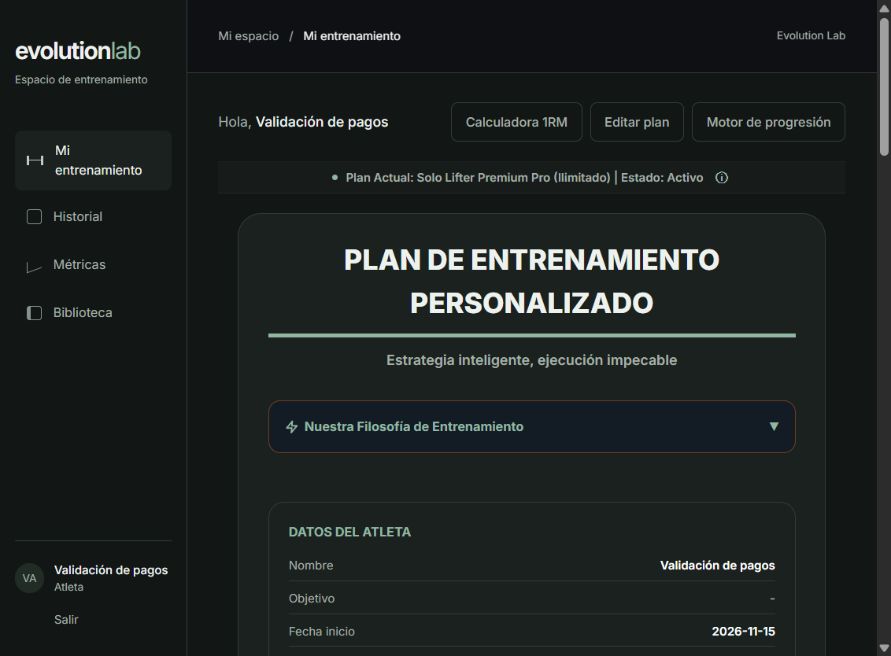 evolutionlab
Espacio de entrenamiento
Mi
entrenamiento
Historial
Métricas
Biblioteca
VA
Validación de pagos
Atleta
Salir
Mi espacio / Mi entrenamiento
Evolution Lab
Hola, Validación de pagos
Calculadora 1RM
Editar plan
Motor de progresión
Plan Actual: Solo Lifter Premium Pro (Ilimitado) | Estado: Activo
PLAN DE ENTRENAMIENTO
PERSONALIZADO
Estrategia inteligente, ejecución impecable
Nuestra Filosofía de Entrenamiento
DATOS DEL ATLETA
Nombre Validación de pagos
Objetivo -
Fecha inicio 2026-11-15